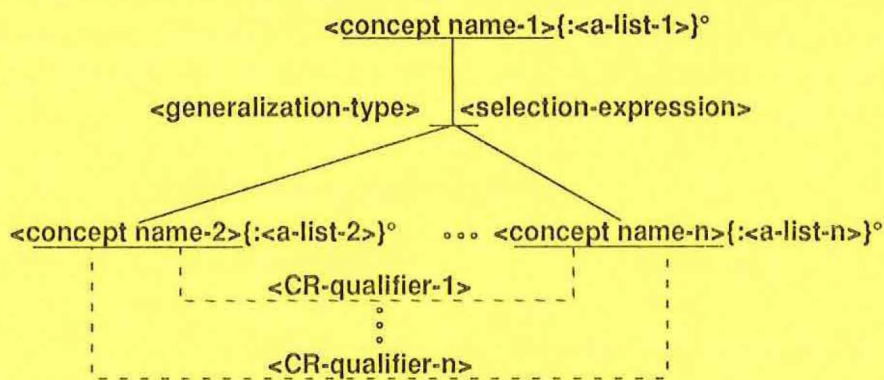 <concept name-1>{:<a-list-1>}°
<generalization-type> <selection-expression>
<concept name-2>{:<a-list-2>}° °°° <concept name-n>{:<a-list-n>}°
<CR-qualifier-1>
<CR-qualifier-n>